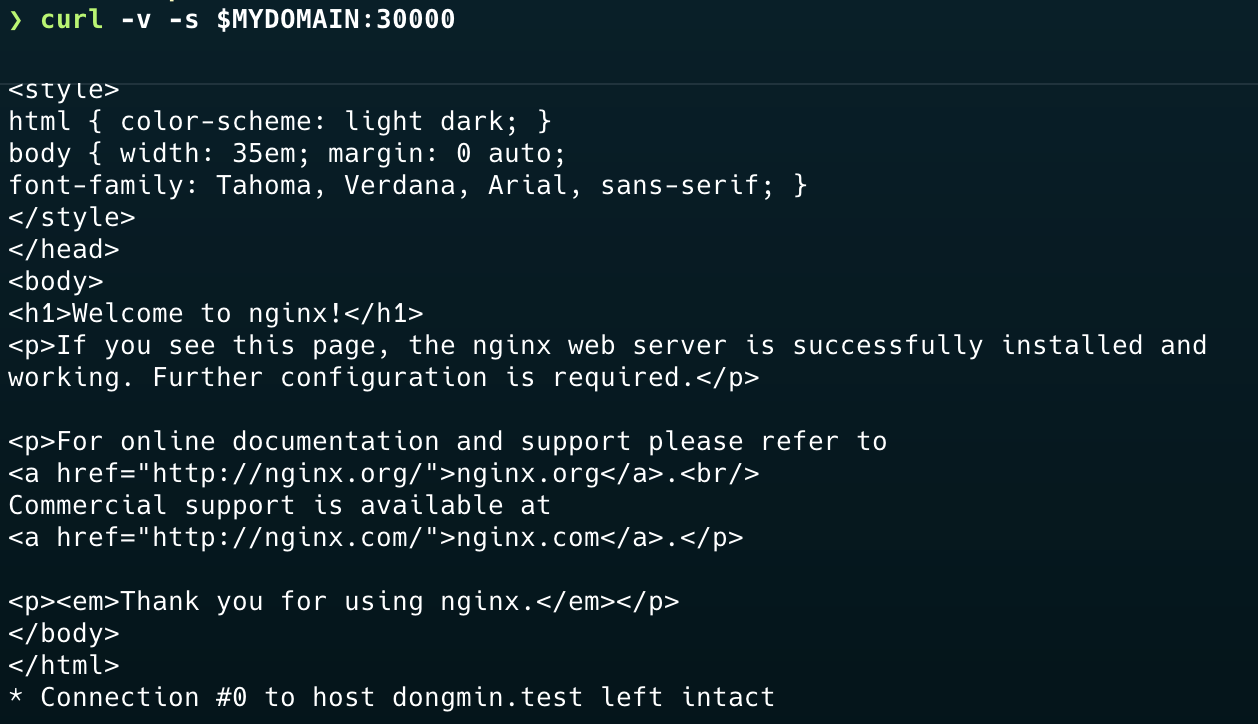 ❯ curl -v -s $MYDOMAIN:30000
<style>
html { color-scheme: light dark; }
body { width: 35em; margin: 0 auto;
font-family: Tahoma, Verdana, Arial, sans-serif; }
</style>
</head>
<body>
<h1>Welcome to nginx!</h1>
<p>If you see this page, the nginx web server is successfully installed and
working. Further configuration is required.</p>
<p>For online documentation and support please refer to
<a href="http://nginx.org/">nginx.org</a>.<br/>
Commercial support is available at
<a href="http://nginx.com/">nginx.com</a>.</p>
<p><em>Thank you for using nginx.</em></p>
</body>
</html>
* Connection #0 to host dongmin.test left intact